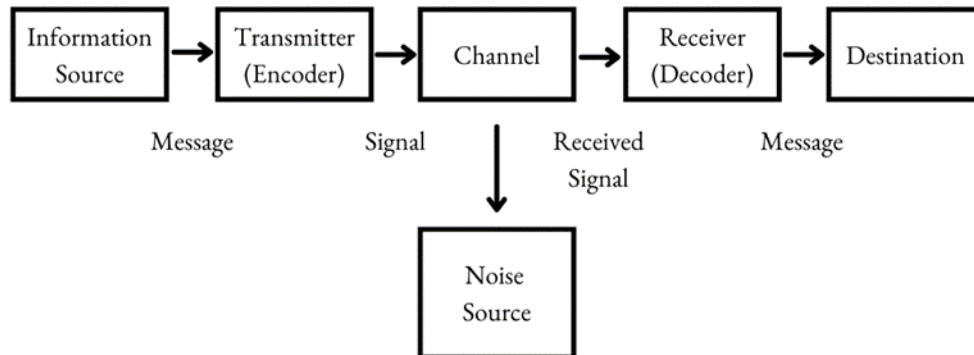 Information
Source
Transmitter
(Encoder)
Channel
Receiver
(Decoder)
Destination
Message
Signal
Received
Signal
Message
Noise
Source